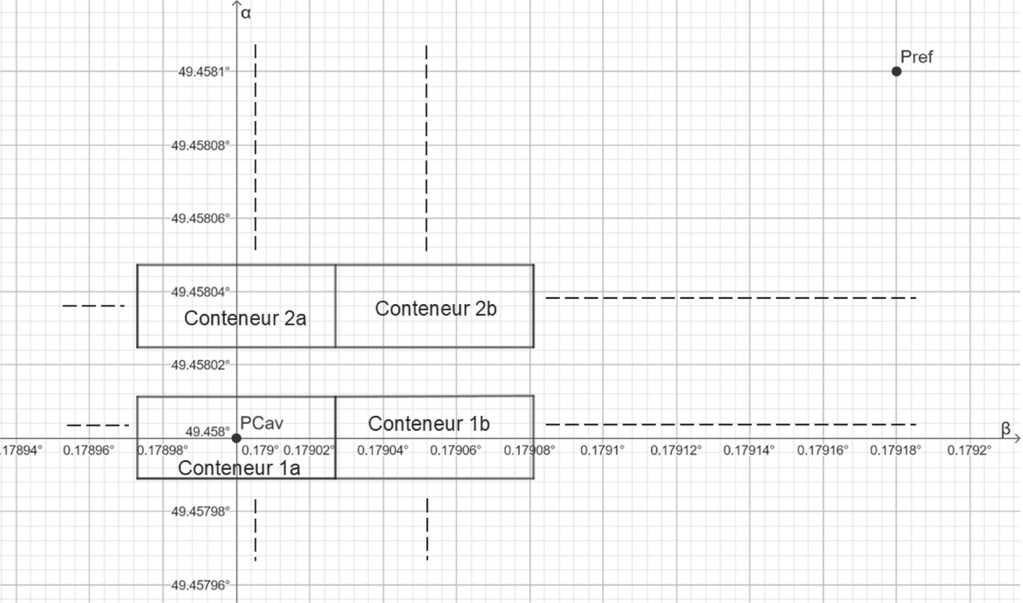 α
Pref
49.4581°
49.45808°
49.45806°
49.45804°
Conteneur 2a
Conteneur 2b
49.45802°
PCav
Conteneur 1b
49.458°
β
.17894° 0.17896° 0.17898° 0.179° 0.17902° 0.17904° 0.17906° 0.17908° 0.1791° 0.17912° 0.17914° 0.17916° 0.17918° 0.1792°
Conteneur 1a
49.45798°
49.45796°